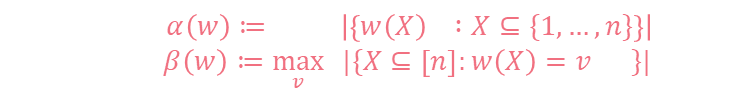 α(w) ≔ |{w(X) : X ⊆ {1, …, n}}|
β(w) ≔ max_v |{X ⊆ [n]: w(X) = v }|